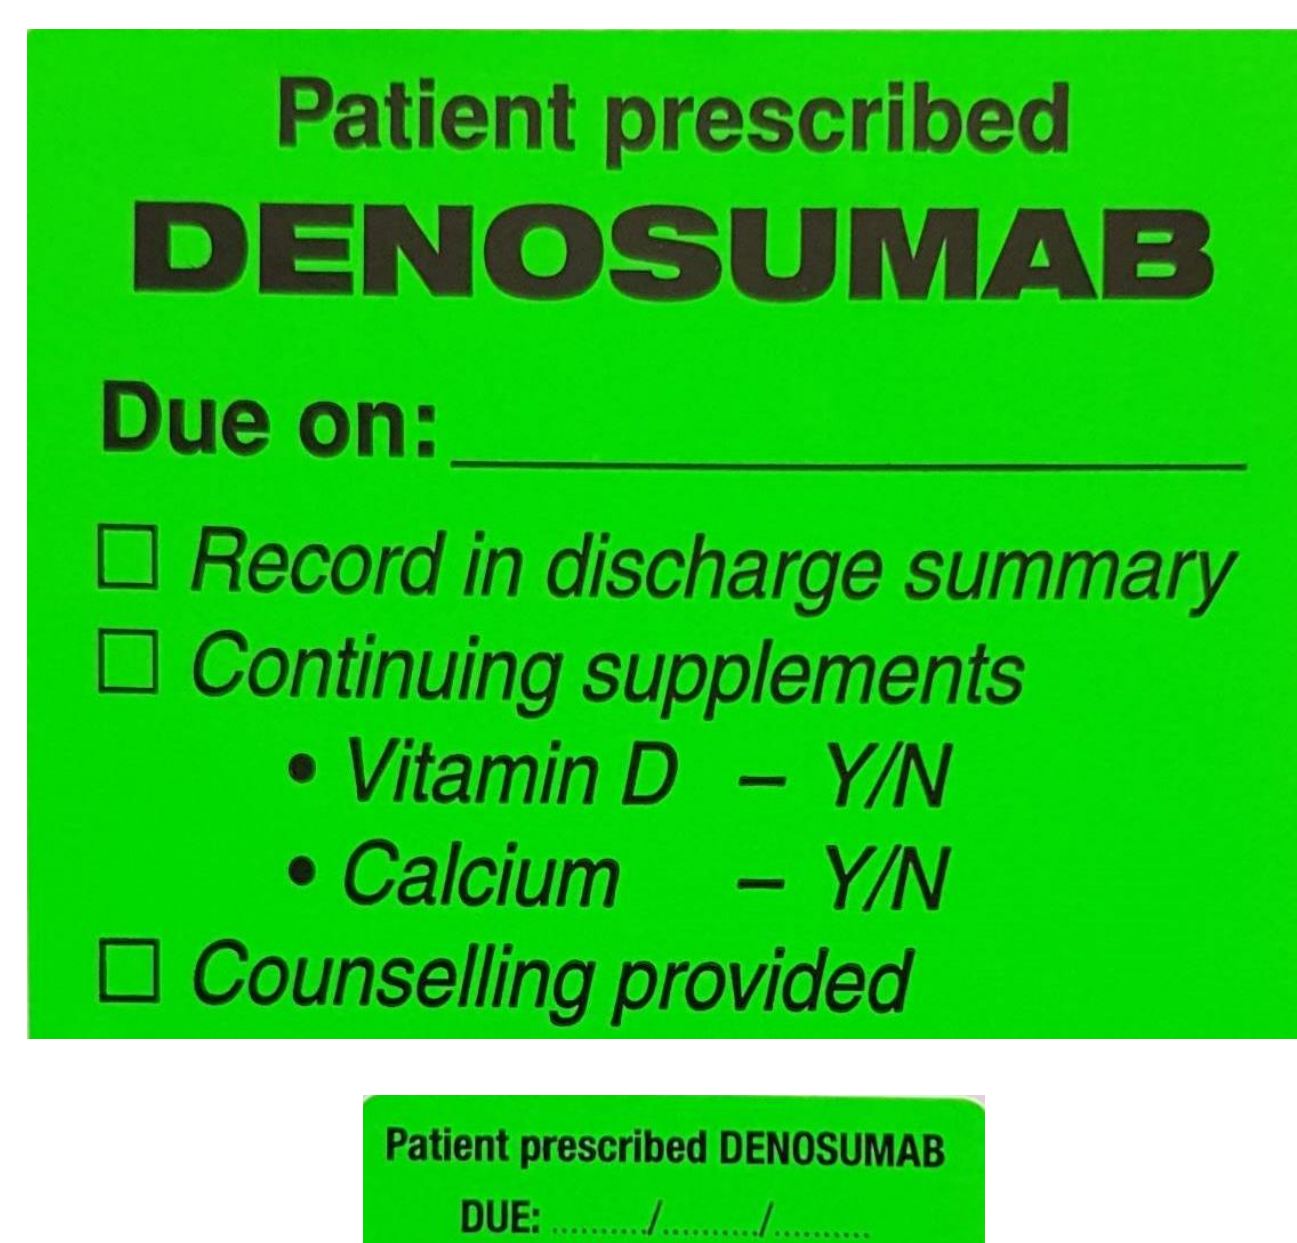 Patient prescribed
DENOSUMAB
Due on:
☐ Record in discharge summary
☐ Continuing supplements
• Vitamin D – Y/N
• Calcium – Y/N
☐ Counselling provided
Patient prescribed DENOSUMAB
DUE: ........../........../..........